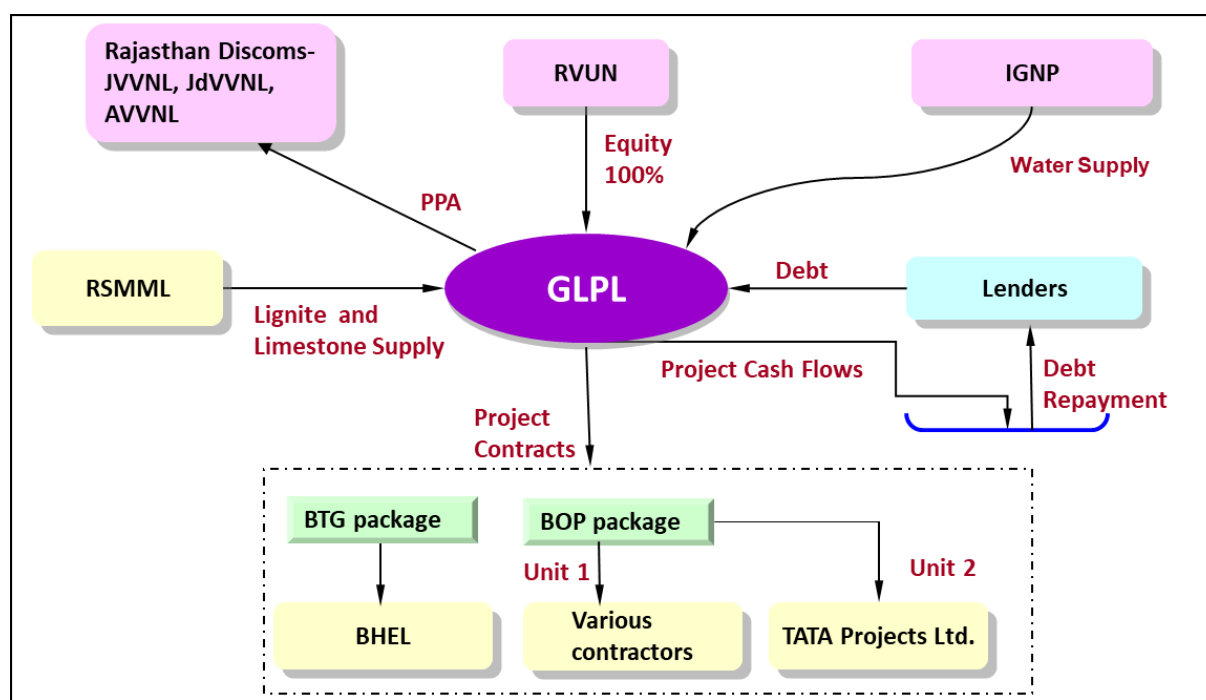 Rajasthan Discoms-
JVVNL, JdVVNL,
AVVNL
RVUN
IGNP
Equity
100%
Water Supply
PPA
RSMML
GLPL
Debt
Lenders
Lignite and
Limestone Supply
Project Cash Flows
Debt
Repayment
Project
Contracts
BTG package
BOP package
Unit 1
Unit 2
BHEL
Various
contractors
TATA Projects Ltd.